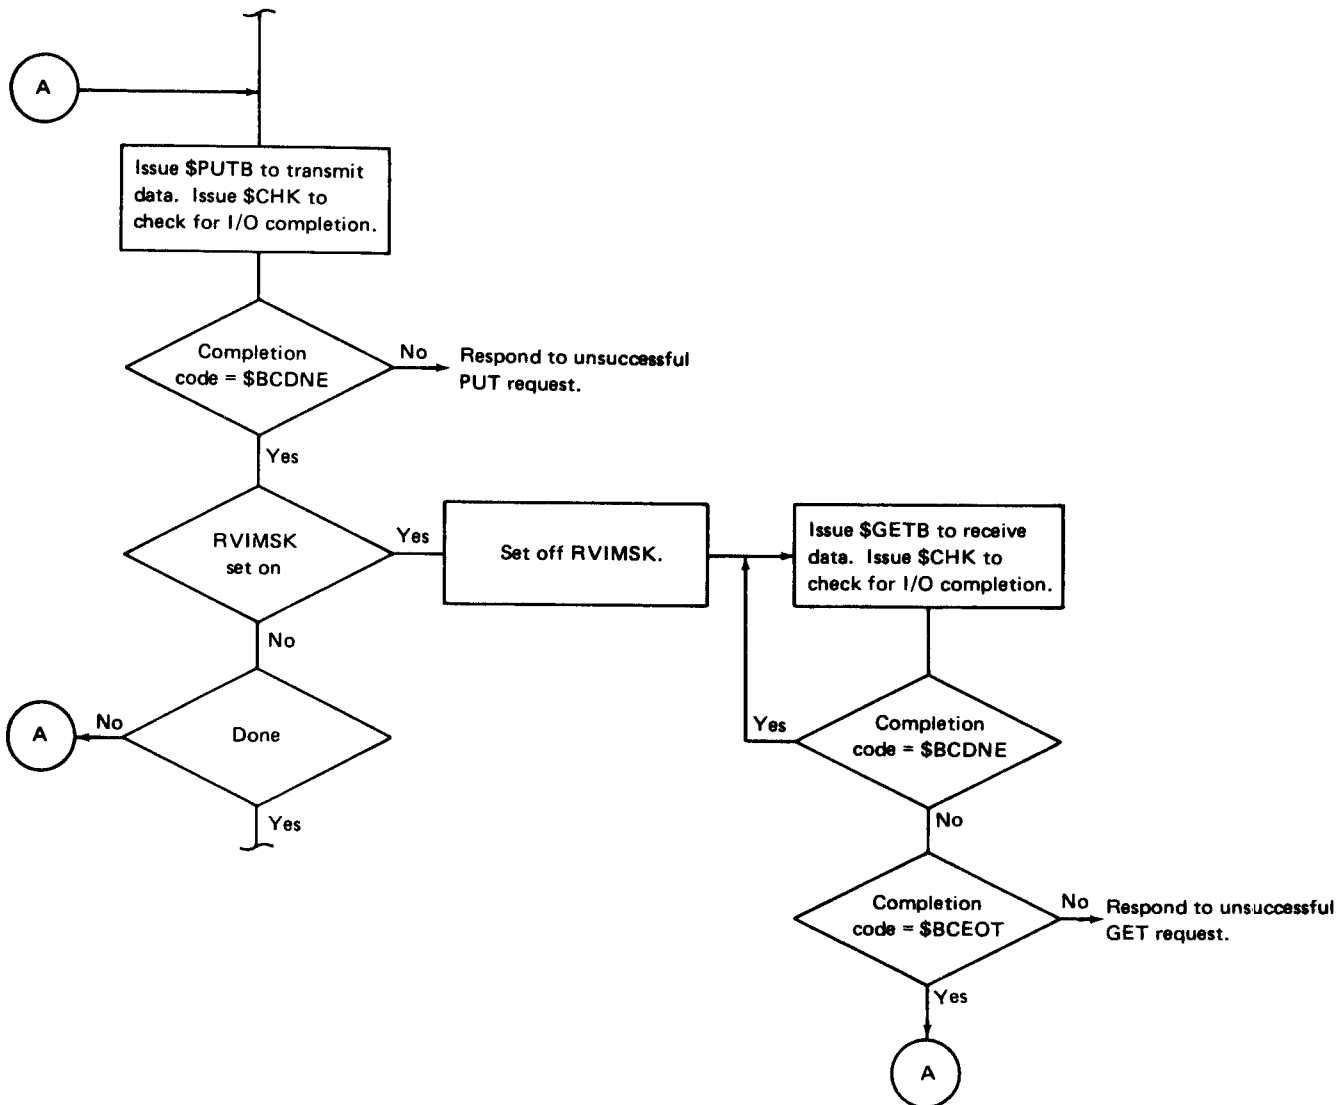 A
Issue $PUTB to transmit
data. Issue $CHK to
check for I/O completion.
Completion
code = $BCDNE
No
Respond to unsuccessful
PUT request.
Yes
RVIMSK
set on
Yes
Set off RVIMSK.
Issue $GETB to receive
data. Issue $CHK to
check for I/O completion.
No
Done
No
A
Yes
Completion
code = $BCDNE
Yes
No
Completion
code = $BCEOT
No
Respond to unsuccessful
GET request.
Yes
A